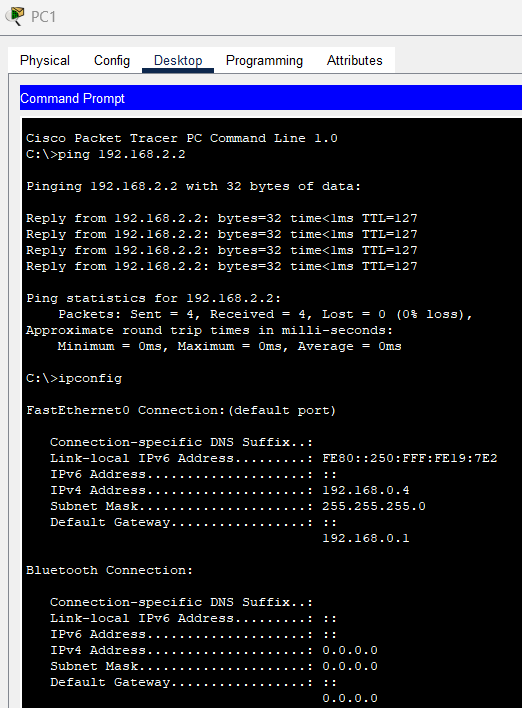 PC1
Physical Config Desktop Programming Attributes
Command Prompt
Cisco Packet Tracer PC Command Line 1.0
C:\>ping 192.168.2.2
Pinging 192.168.2.2 with 32 bytes of data:
Reply from 192.168.2.2: bytes=32 time<1ms TTL=127
Reply from 192.168.2.2: bytes=32 time<1ms TTL=127
Reply from 192.168.2.2: bytes=32 time<1ms TTL=127
Reply from 192.168.2.2: bytes=32 time<1ms TTL=127
Ping statistics for 192.168.2.2:
    Packets: Sent = 4, Received = 4, Lost = 0 (0% loss),
Approximate round trip times in milli-seconds:
    Minimum = 0ms, Maximum = 0ms, Average = 0ms
C:\>ipconfig
FastEthernet0 Connection:(default port)
   Connection-specific DNS Suffix..:
   Link-local IPv6 Address.........: FE80::250:FFF:FE19:7E2
   IPv6 Address....................: ::
   IPv4 Address....................: 192.168.0.4
   Subnet Mask.....................: 255.255.255.0
   Default Gateway.................: ::
                                     192.168.0.1
Bluetooth Connection:
   Connection-specific DNS Suffix..:
   Link-local IPv6 Address.........: ::
   IPv6 Address....................: ::
   IPv4 Address....................: 0.0.0.0
   Subnet Mask.....................: 0.0.0.0
   Default Gateway.................: ::
                                     0.0.0.0